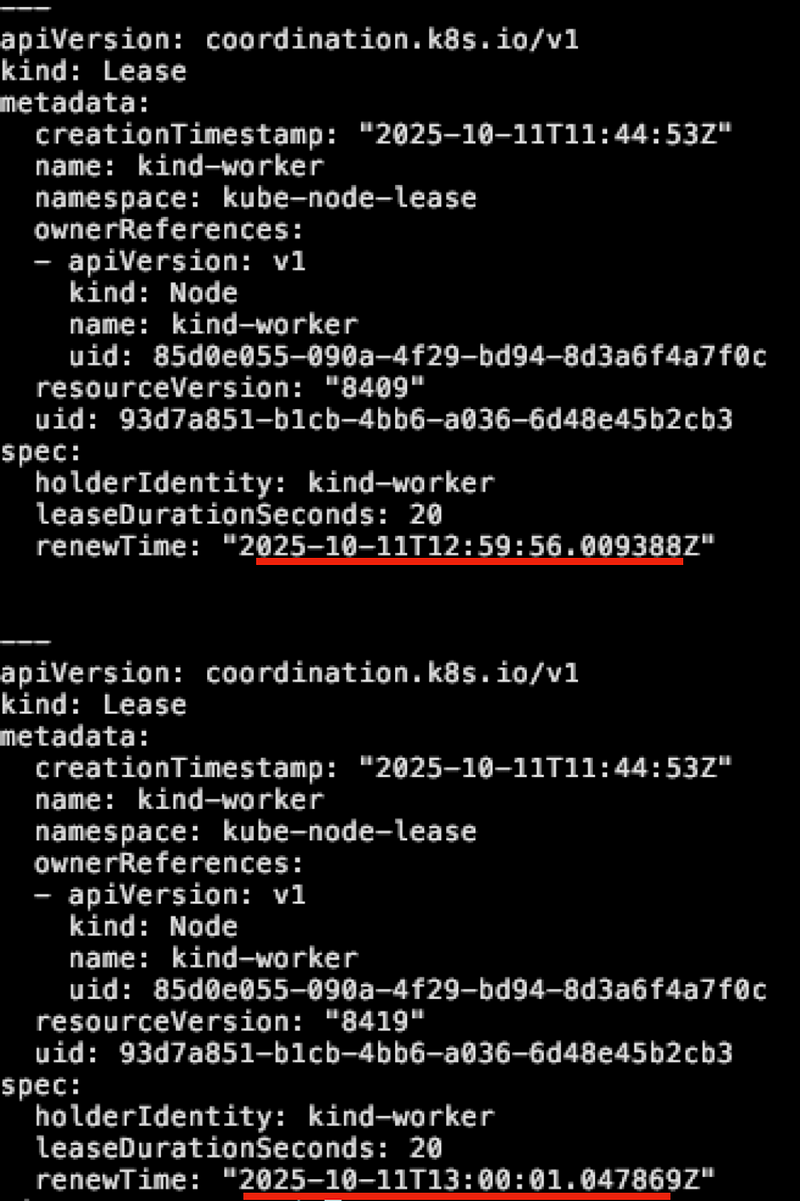 ---
apiVersion: coordination.k8s.io/v1
kind: Lease
metadata:
  creationTimestamp: "2025-10-11T11:44:53Z"
  name: kind-worker
  namespace: kube-node-lease
  ownerReferences:
  - apiVersion: v1
    kind: Node
    name: kind-worker
    uid: 85d0e055-090a-4f29-bd94-8d3a6f4a7f0c
  resourceVersion: "8409"
  uid: 93d7a851-b1cb-4bb6-a036-6d48e45b2cb3
spec:
  holderIdentity: kind-worker
  leaseDurationSeconds: 20
  renewTime: "2025-10-11T12:59:56.009388Z"
---
apiVersion: coordination.k8s.io/v1
kind: Lease
metadata:
  creationTimestamp: "2025-10-11T11:44:53Z"
  name: kind-worker
  namespace: kube-node-lease
  ownerReferences:
  - apiVersion: v1
    kind: Node
    name: kind-worker
    uid: 85d0e055-090a-4f29-bd94-8d3a6f4a7f0c
  resourceVersion: "8419"
  uid: 93d7a851-b1cb-4bb6-a036-6d48e45b2cb3
spec:
  holderIdentity: kind-worker
  leaseDurationSeconds: 20
  renewTime: "2025-10-11T13:00:01.047869Z"